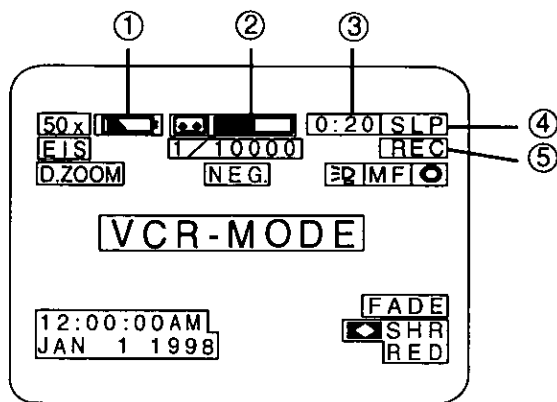 ① ② ③
50x 0:20 SLP ④
EIS 1/10000 REC ⑤
D.ZOOM NEG. MF
VCR-MODE
FADE
12:00:00AM SHR
JAN 1 1998 RED